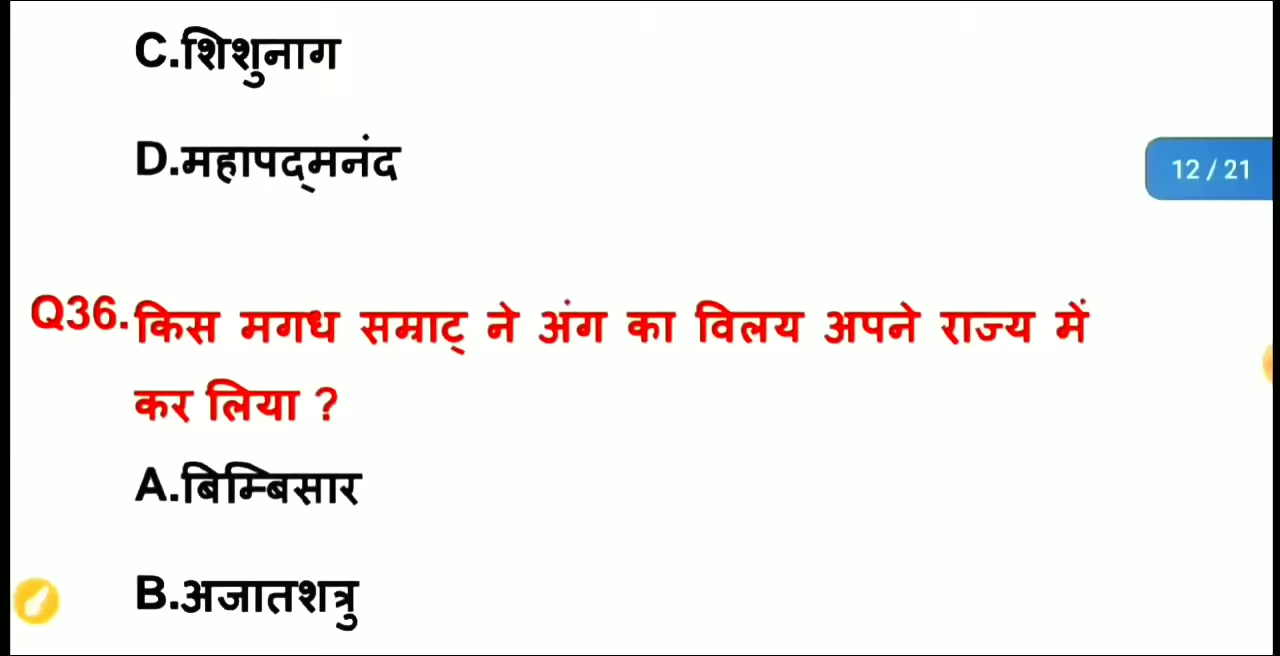 C.शिशुनाग
D.महापद्मनंद
12 / 21
Q36. किस मगध सम्राट् ने अंग का विलय अपने राज्य में
कर लिया ?
A.बिम्बिसार
B.अजातशत्रु